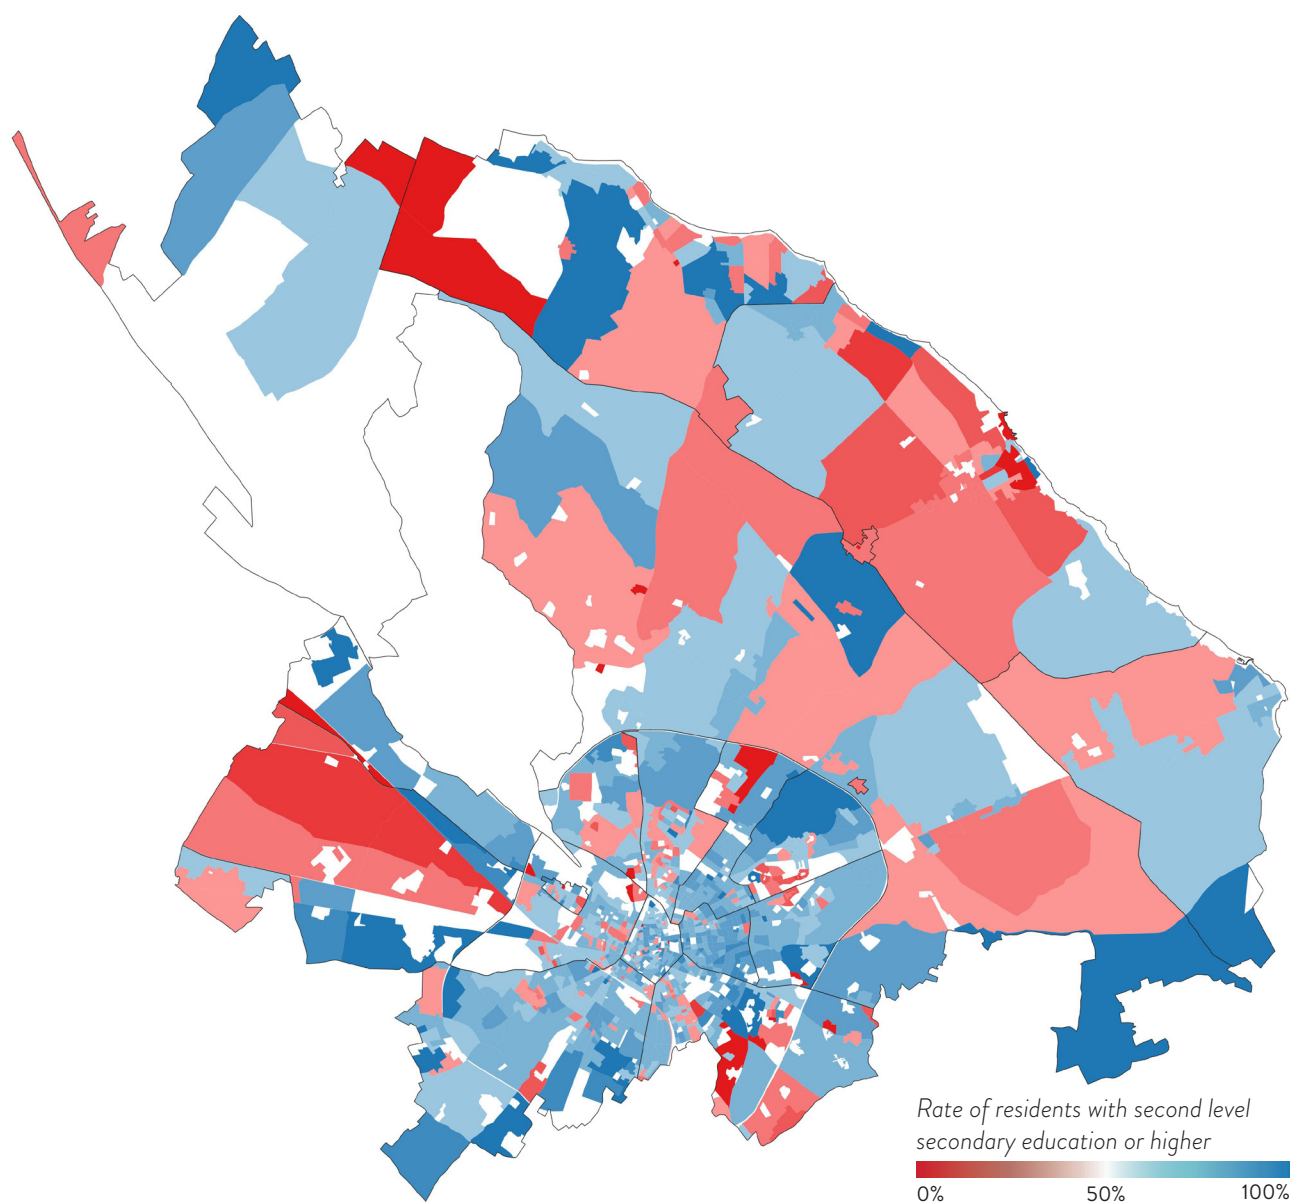 Rate of residents with second level
secondary education or higher
0% 50% 100%